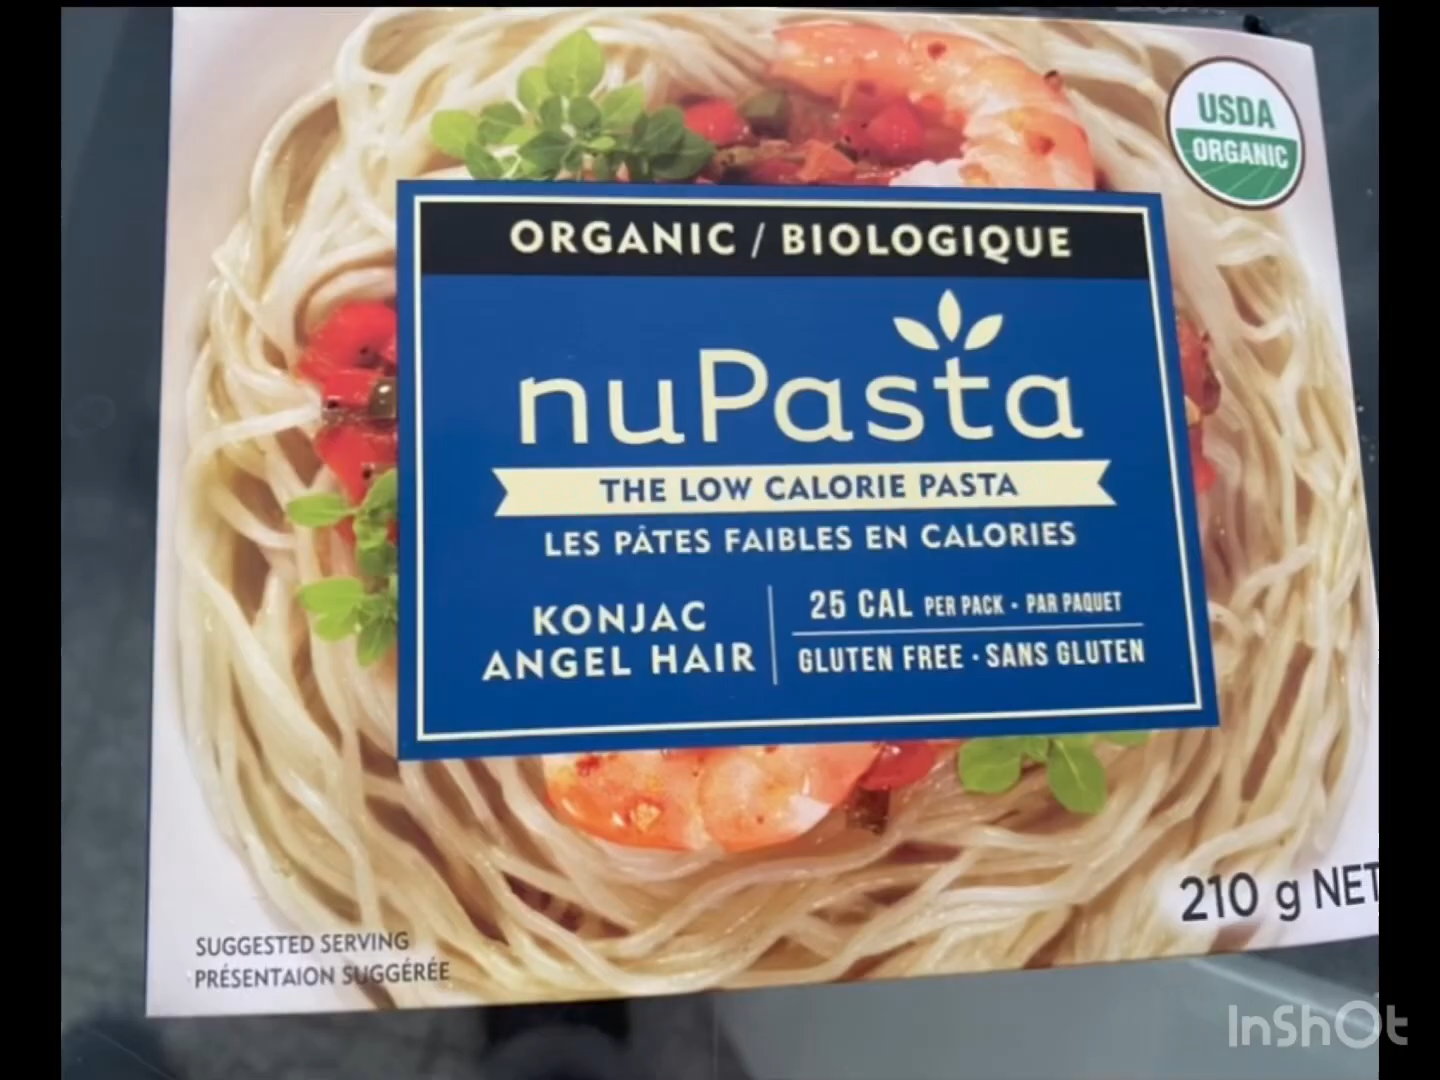 USDA
ORGANIC
ORGANIC / BIOLOGIQUE
nuPasta
THE LOW CALORIE PASTA
LES PÂTES FAIBLES EN CALORIES
KONJAC
ANGEL HAIR
25 CAL PER PACK • PAR PAQUET
GLUTEN FREE • SANS GLUTEN
210 g NET
SUGGESTED SERVING
PRÉSENTAION SUGGÉRÉE
InShOt